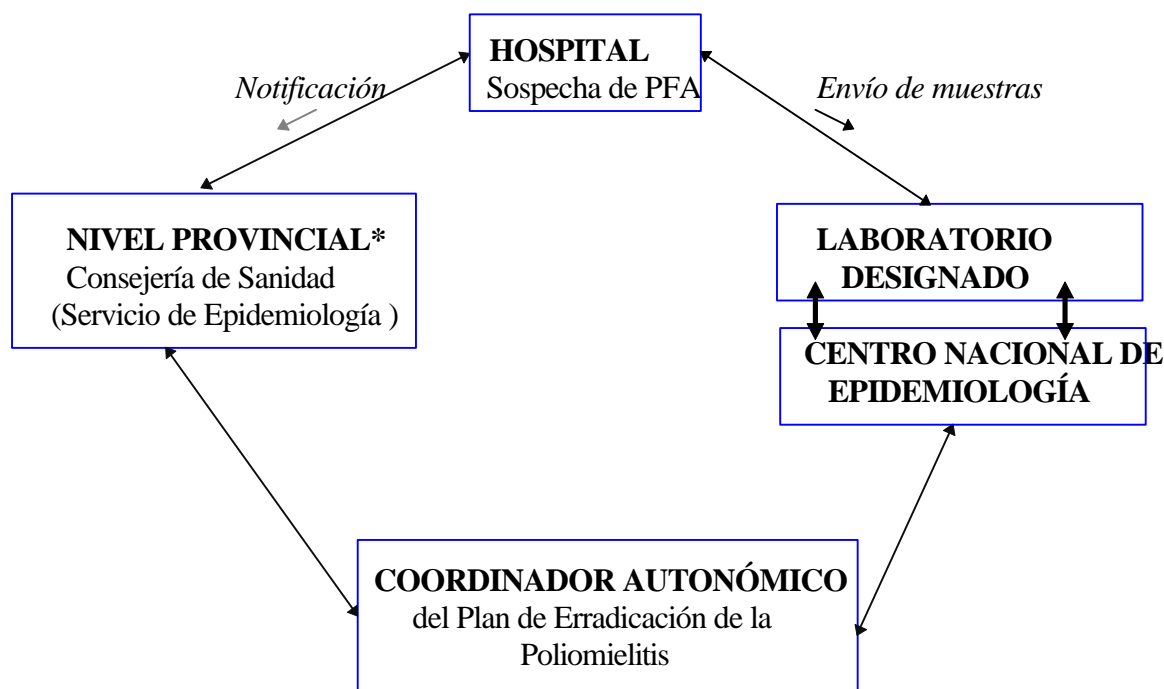 HOSPITAL
Sospecha de PFA
Notificación
Envío de muestras
NIVEL PROVINCIAL*
Consejería de Sanidad
(Servicio de Epidemiología )
LABORATORIO
DESIGNADO
CENTRO NACIONAL DE
EPIDEMIOLOGÍA
COORDINADOR AUTONÓMICO
del Plan de Erradicación de la
Poliomielitis